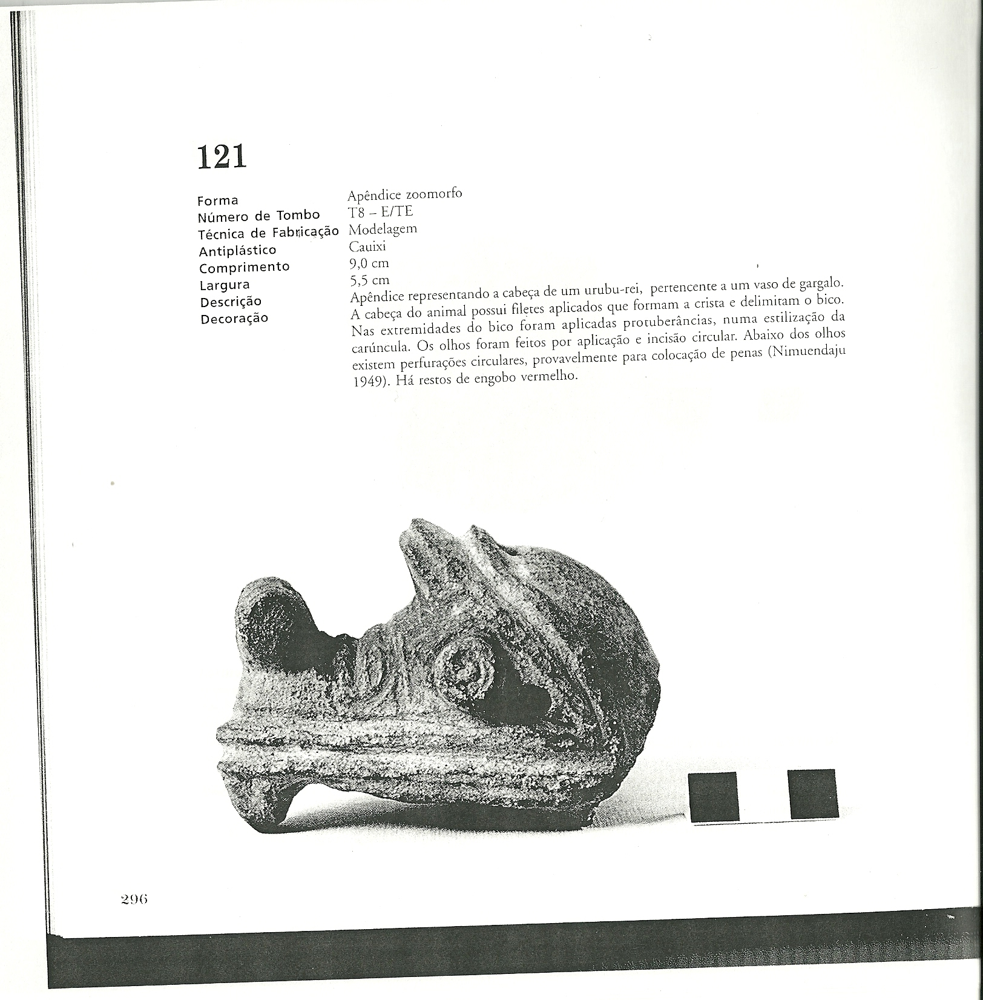 121
Forma Apêndice zoomorfo
Número de Tombo T8 – E/TE
Técnica de Fabricação Modelagem
Antiplástico Cauixi
Comprimento 9,0 cm
Largura 5,5 cm
Descrição Apêndice representando a cabeça de um urubu-rei, pertencente a um vaso de gargalo.
Decoração A cabeça do animal possui filetes aplicados que formam a crista e delimitam o bico.
Nas extremidades do bico foram aplicadas protuberâncias, numa estilização da
carúncula. Os olhos foram feitos por aplicação e incisão circular. Abaixo dos olhos
existem perfurações circulares, provavelmente para colocação de penas (Nimuendaju
1949). Há restos de engobo vermelho.
296